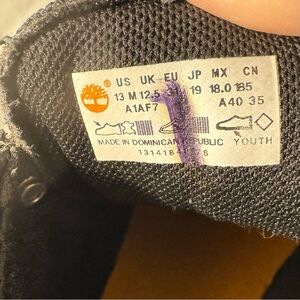 US UK EU JP MX CN
13 M 12.5 31 19 18.0 185
A1AF7 A40 35
MADE IN DOMINICAN REPUBLIC YOUTH